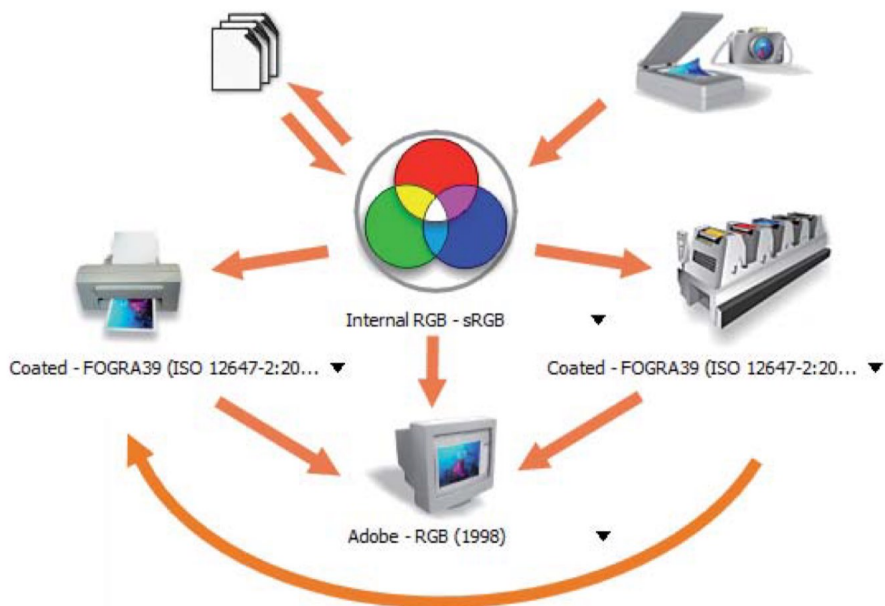 Internal RGB - sRGB
Coated - FOGRA39 (ISO 12647-2:20...
Coated - FOGRA39 (ISO 12647-2:20...
Adobe - RGB (1998)